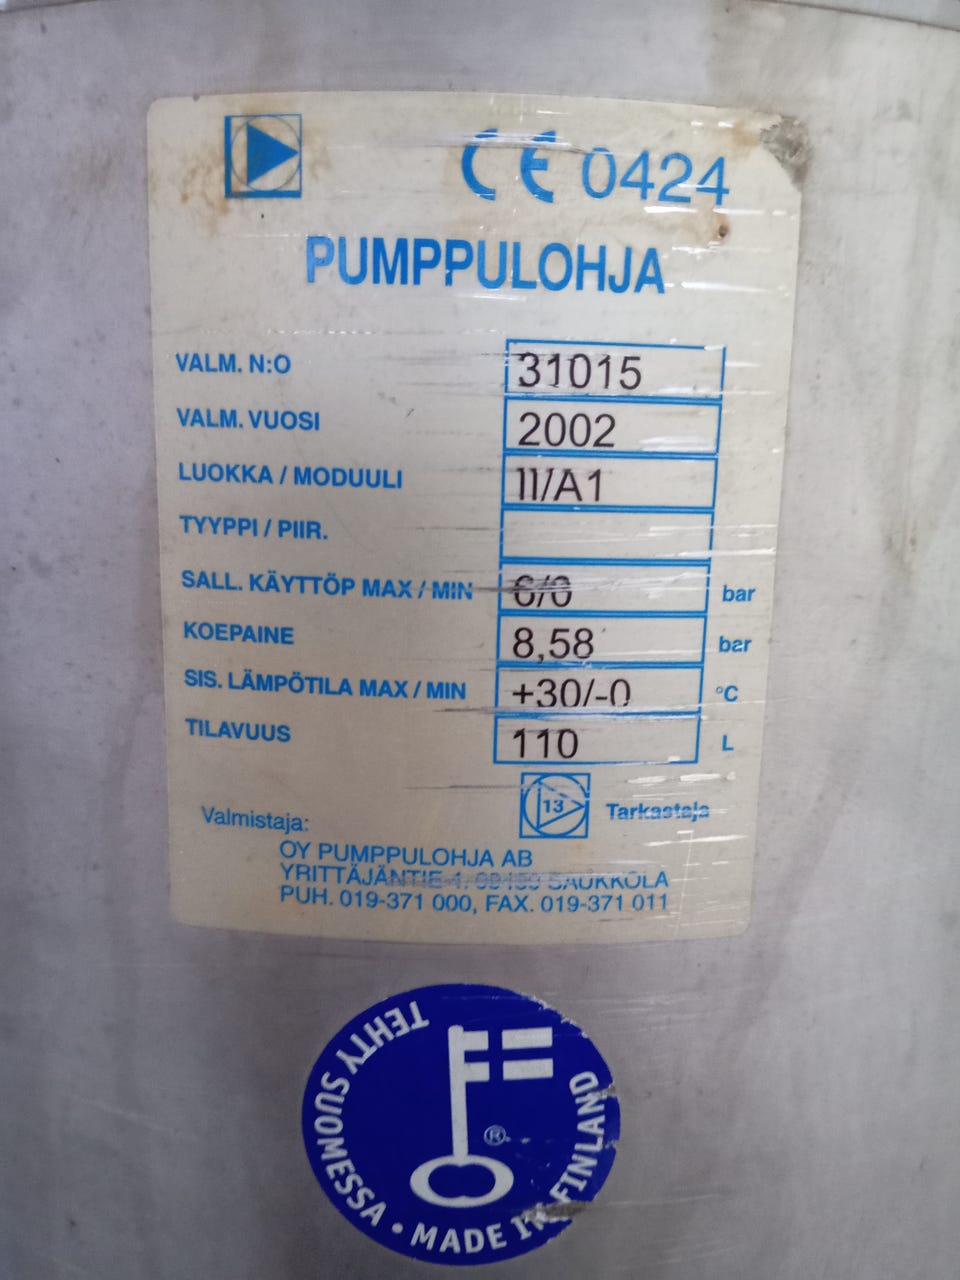 CE 0424
PUMPPULOHJA
VALM. N:O 31015
VALM. VUOSI 2002
LUOKKA / MODUULI II/A1
TYYPPI / PIIR.
SALL. KÄYTTÖP MAX / MIN 6/0 bar
KOEPAINE 8,58 bar
SIS. LÄMPÖTILA MAX / MIN +30/-0 °C
TILAVUUS 110 L
13 Tarkastaja
Valmistaja:
OY PUMPPULOHJA AB
YRITTÄJÄNTIE 4, SAUKKOLA
PUH. 019-371 000, FAX. 019-371 011
TEHTY SUOMESSA • MADE IN FINLAND
®